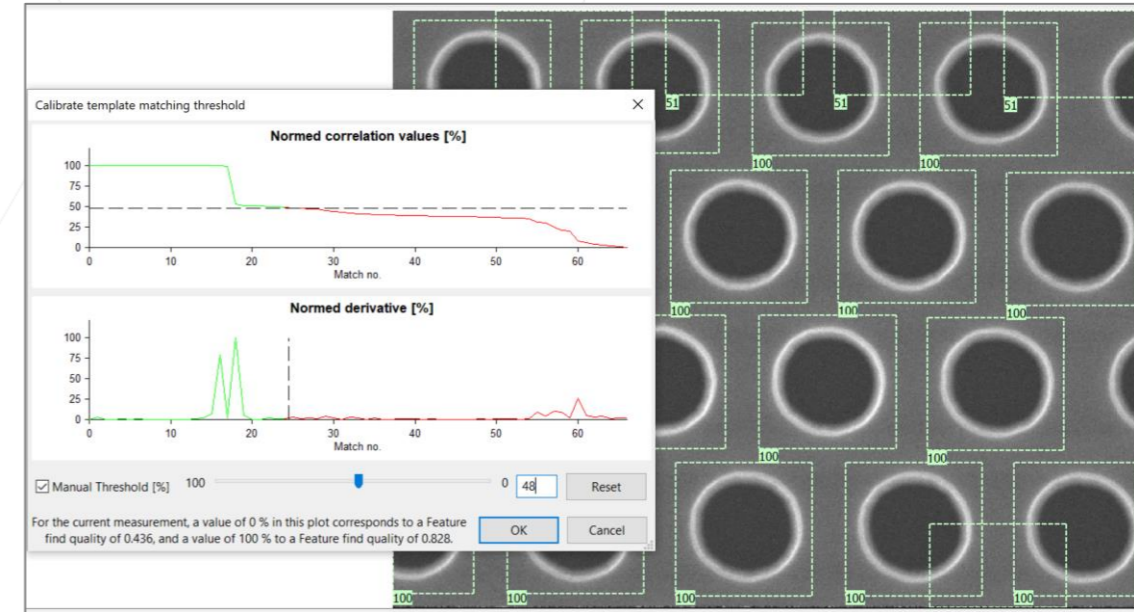 Calibrate template matching threshold
Normed correlation values [%]
100
75
50
25
0
0 10 20 30 40 50 60
Match no.
Normed derivative [%]
100
75
50
25
0
0 10 20 30 40 50 60
Match no.
Manual Threshold [%] 100 0 48 Reset
For the current measurement, a value of 0 % in this plot corresponds to a Feature
find quality of 0.436, and a value of 100 % to a Feature find quality of 0.828.
OK Cancel
51 51 51
100 100
100 100 100
100 100
100 100 100 100 100